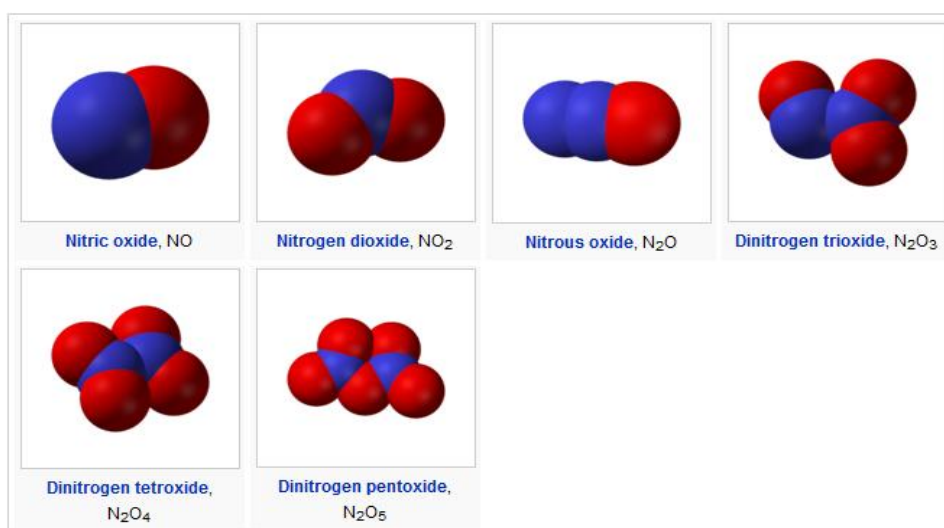 Nitric oxide, NO
Nitrogen dioxide, NO₂
Nitrous oxide, N₂O
Dinitrogen trioxide, N₂O₃
Dinitrogen tetroxide,
N₂O₄
Dinitrogen pentoxide,
N₂O₅